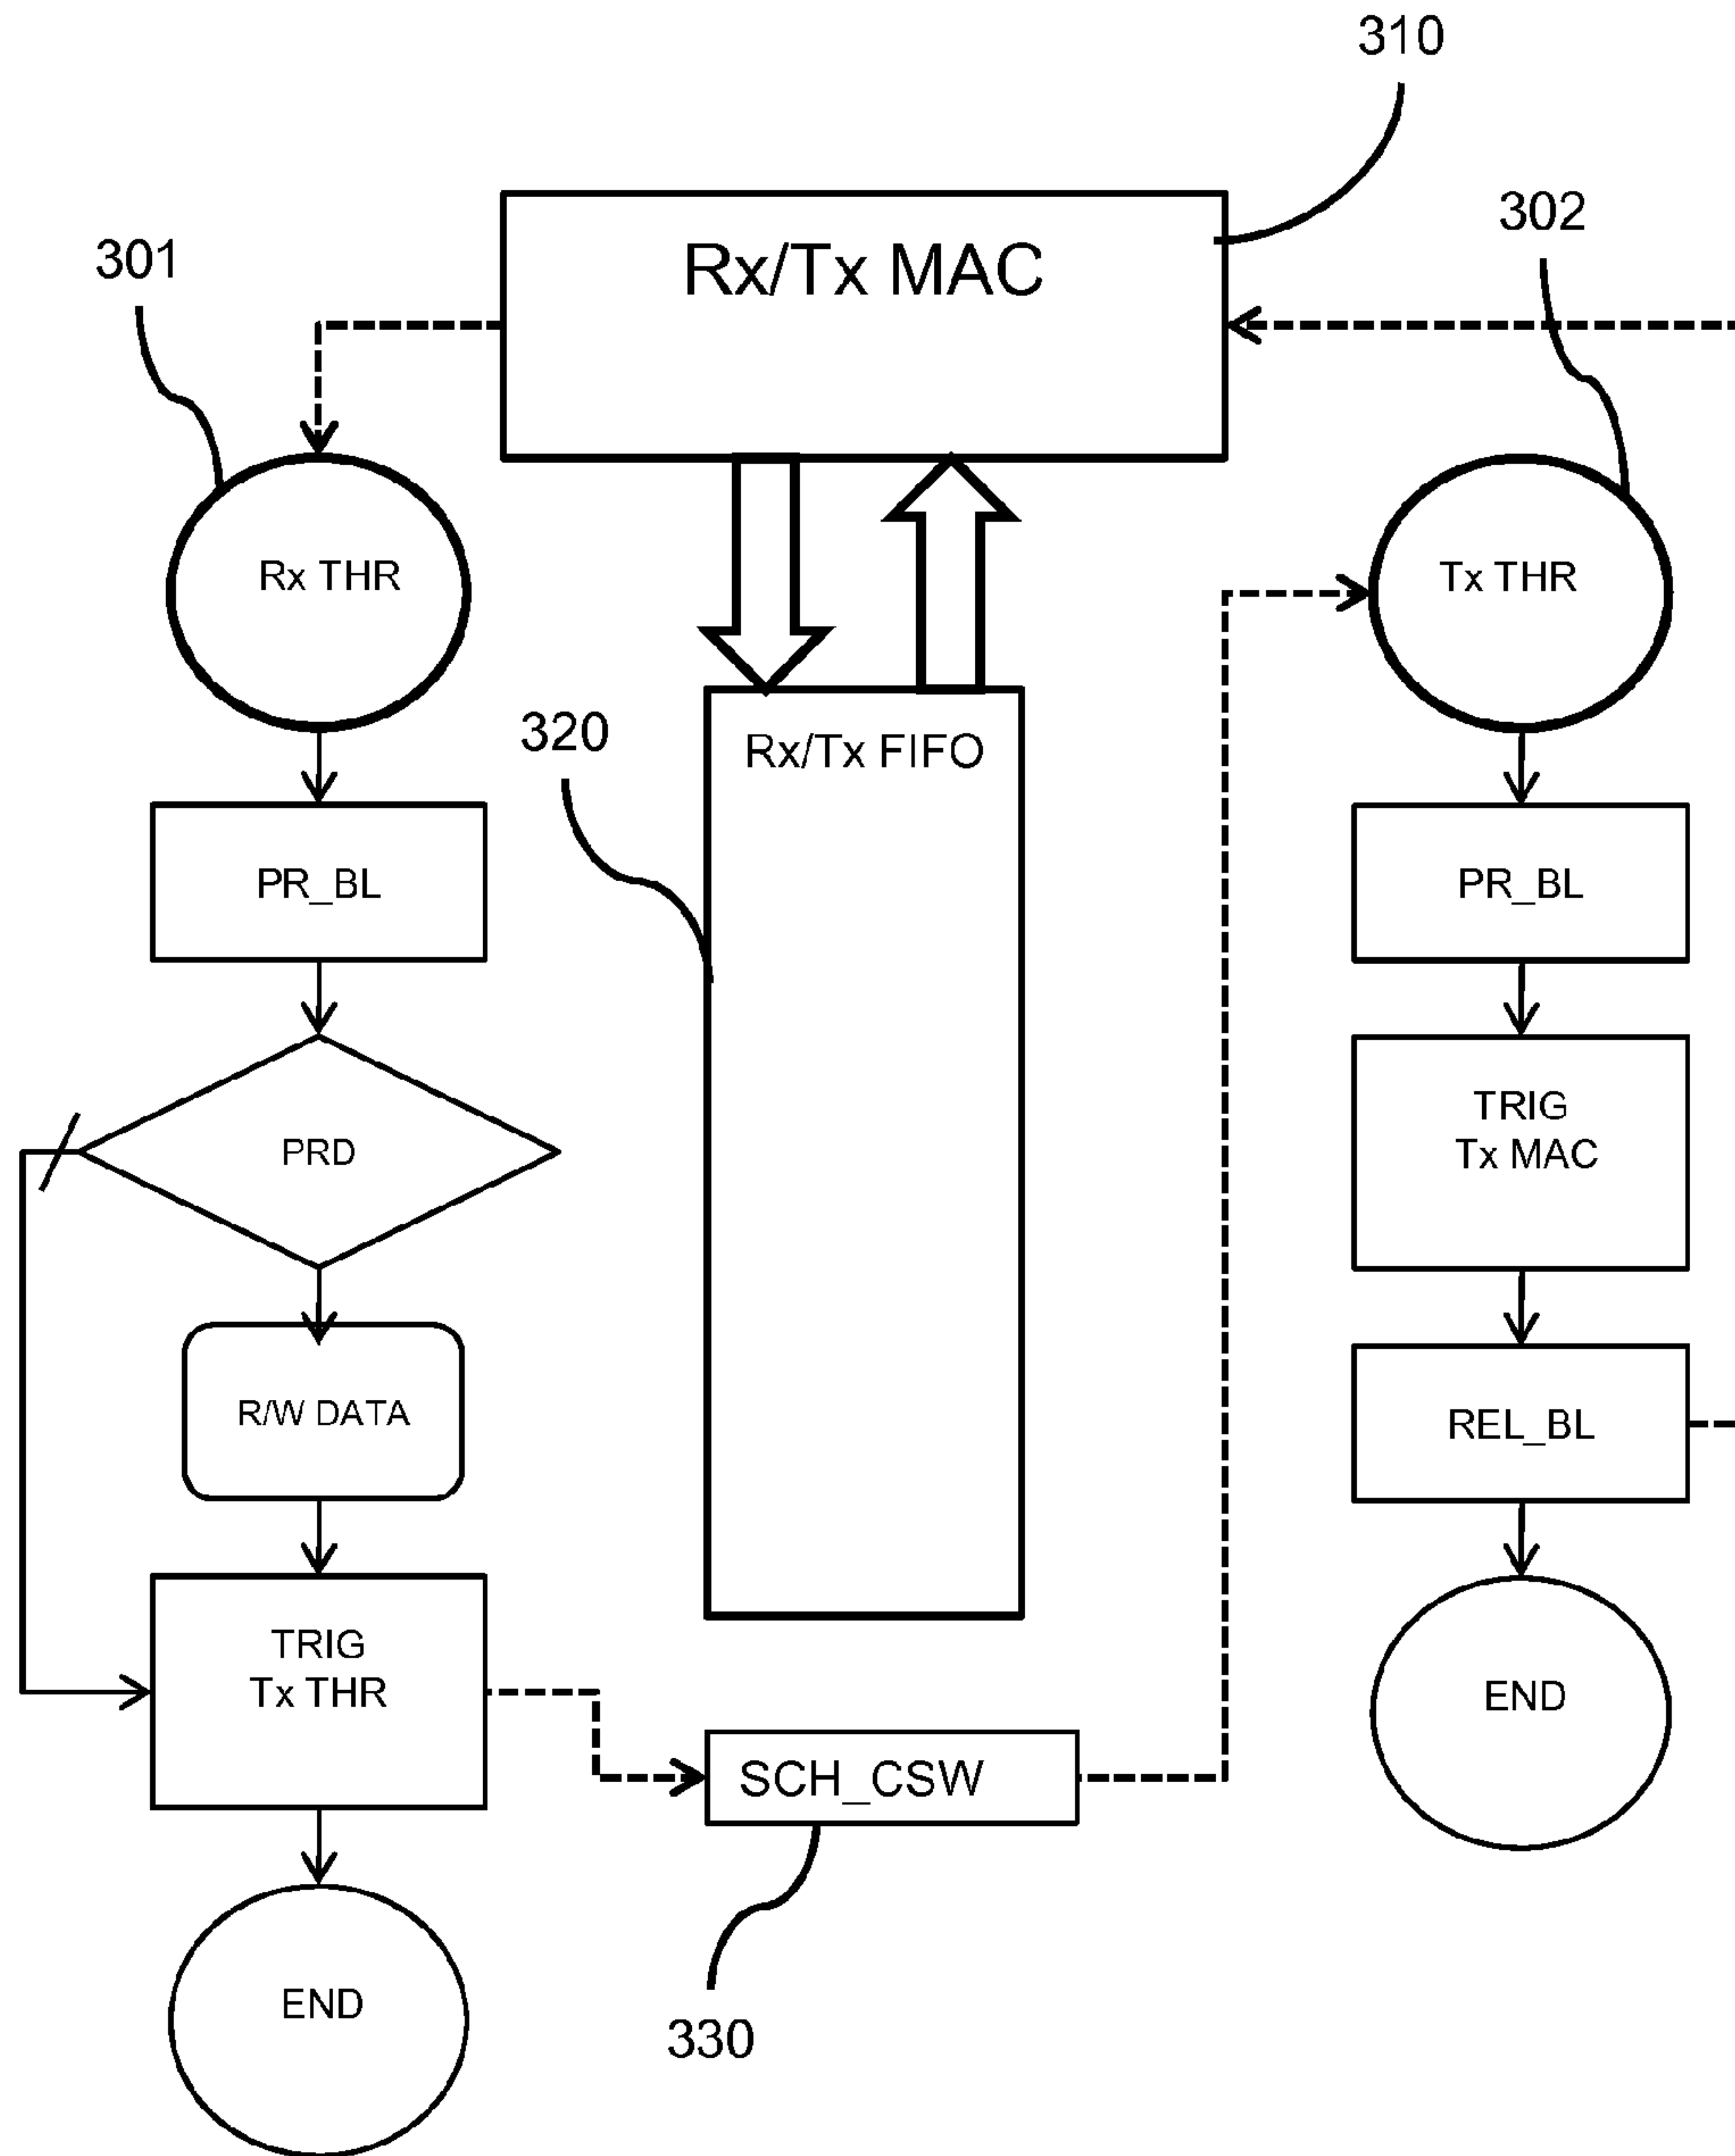 310
302
301
Rx/Tx MAC
Rx THR
Tx THR
320
Rx/Tx FIFO
PR_BL
PR_BL
PRD
TRIG
Tx MAC
R/W DATA
REL_BL
TRIG
Tx THR
END
SCH_CSW
END
330